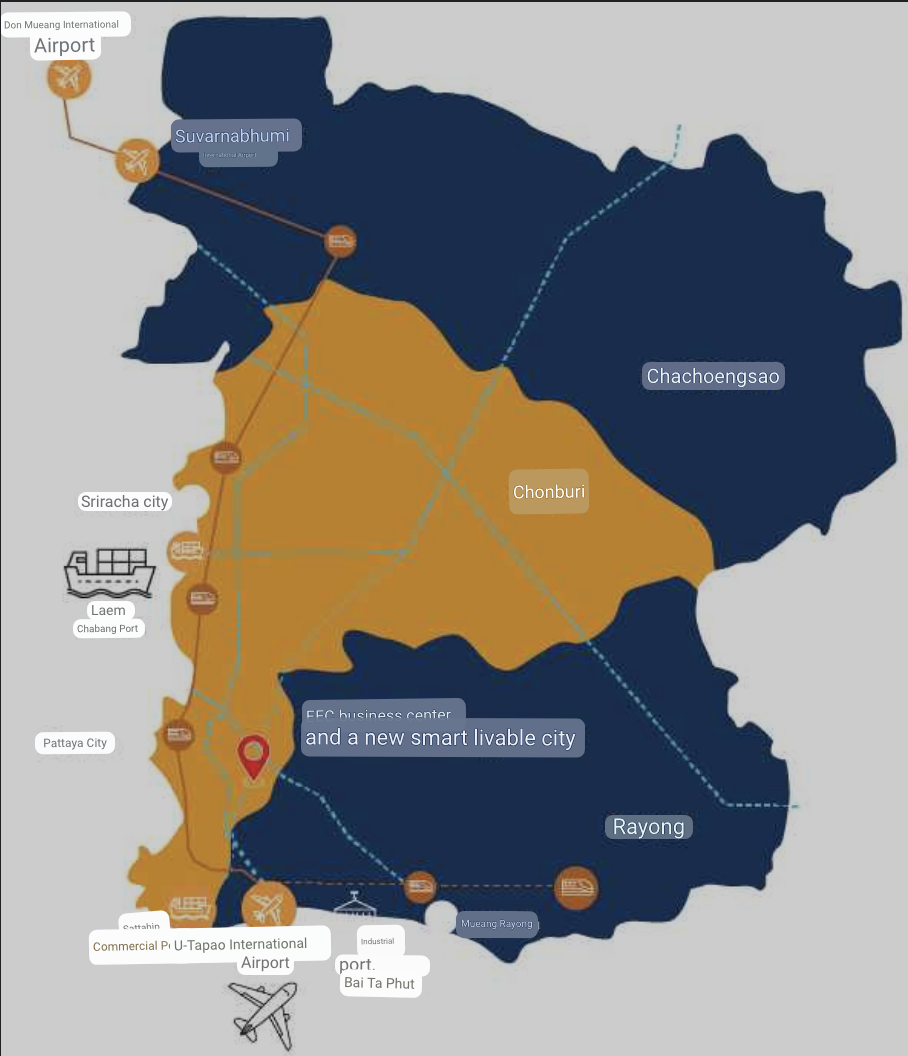 Don Mueang International
Airport
Suvarnabhumi
International Airport
Chachoengsao
Chonburi
Sriracha city
Laem
Chabang Port
EEC business center
and a new smart livable city
Pattaya City
Rayong
Mueang Rayong
Sattahip
Commercial Po
U-Tapao International
Airport
Industrial
port.
Bai Ta Phut